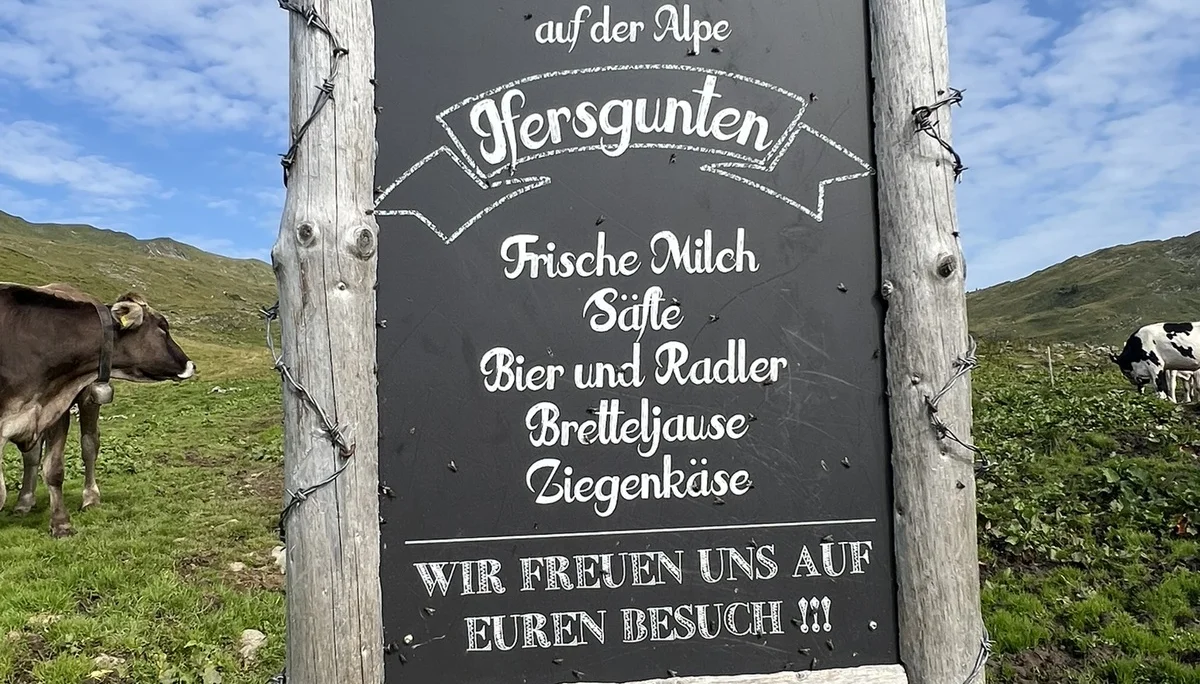 auf der Alpe
Ifersgunten
Frische Milch
Säfte
Bier und Radler
Bretteljause
Ziegenkäse
WIR FREUEN UNS AUF
EUREN BESUCH !!!